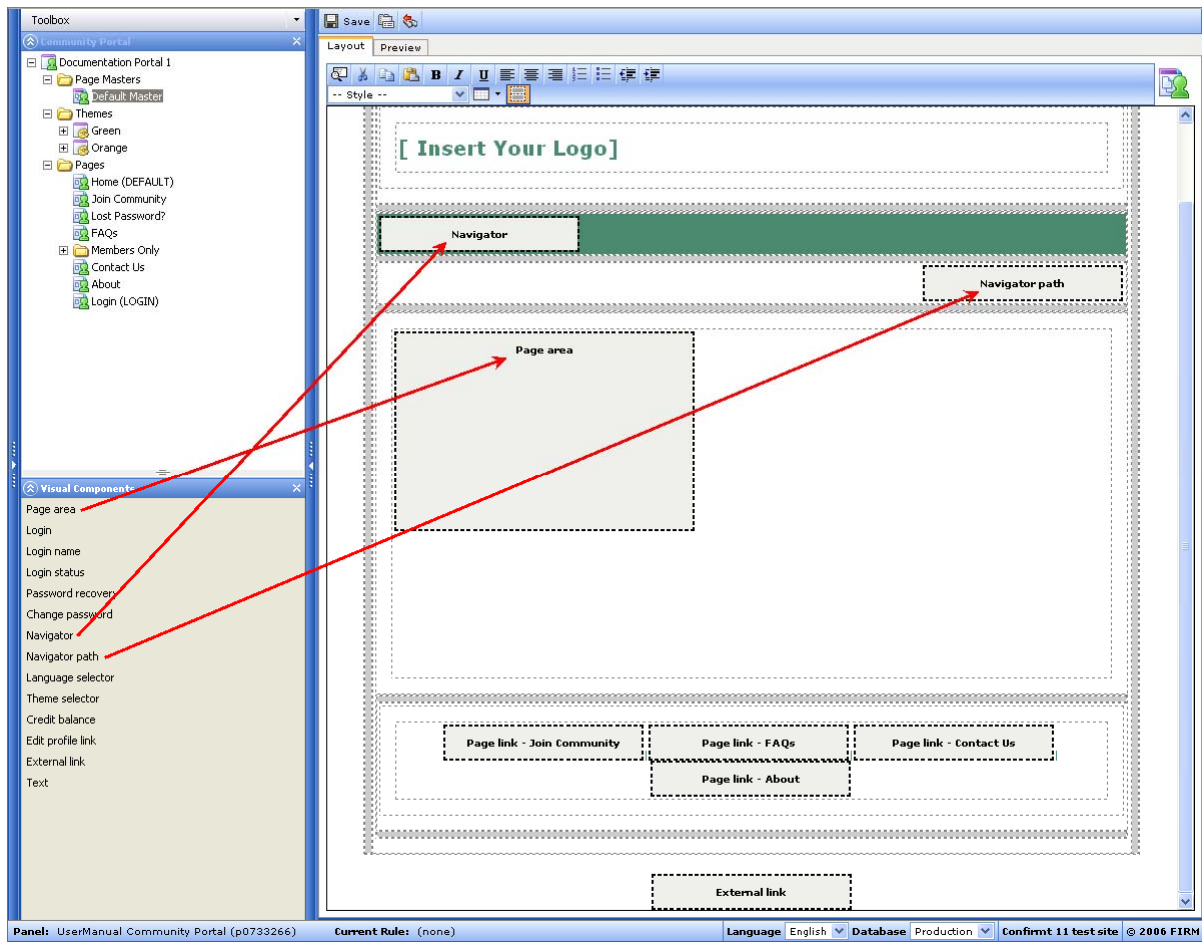 Toolbox
Community Portal
Documentation Portal 1
Page Masters
Default Master
Themes
Green
Orange
Pages
Home (DEFAULT)
Join Community
Lost Password?
FAQs
Members Only
Contact Us
About
Login (LOGIN)
Visual Components
Page area
Login
Login name
Login status
Password recovery
Change password
Navigator
Navigator path
Language selector
Theme selector
Credit balance
Edit profile link
External link
Text
Save
Layout Preview
B I U
-- Style --
[ Insert Your Logo]
Navigator
Navigator path
Page area
Page link - Join Community Page link - FAQs Page link - Contact Us
Page link - About
External link
Panel: UserManual Community Portal (p0733266) Current Rule: (none) Language English Database Production Confirmt 11 test site © 2006 FIRM